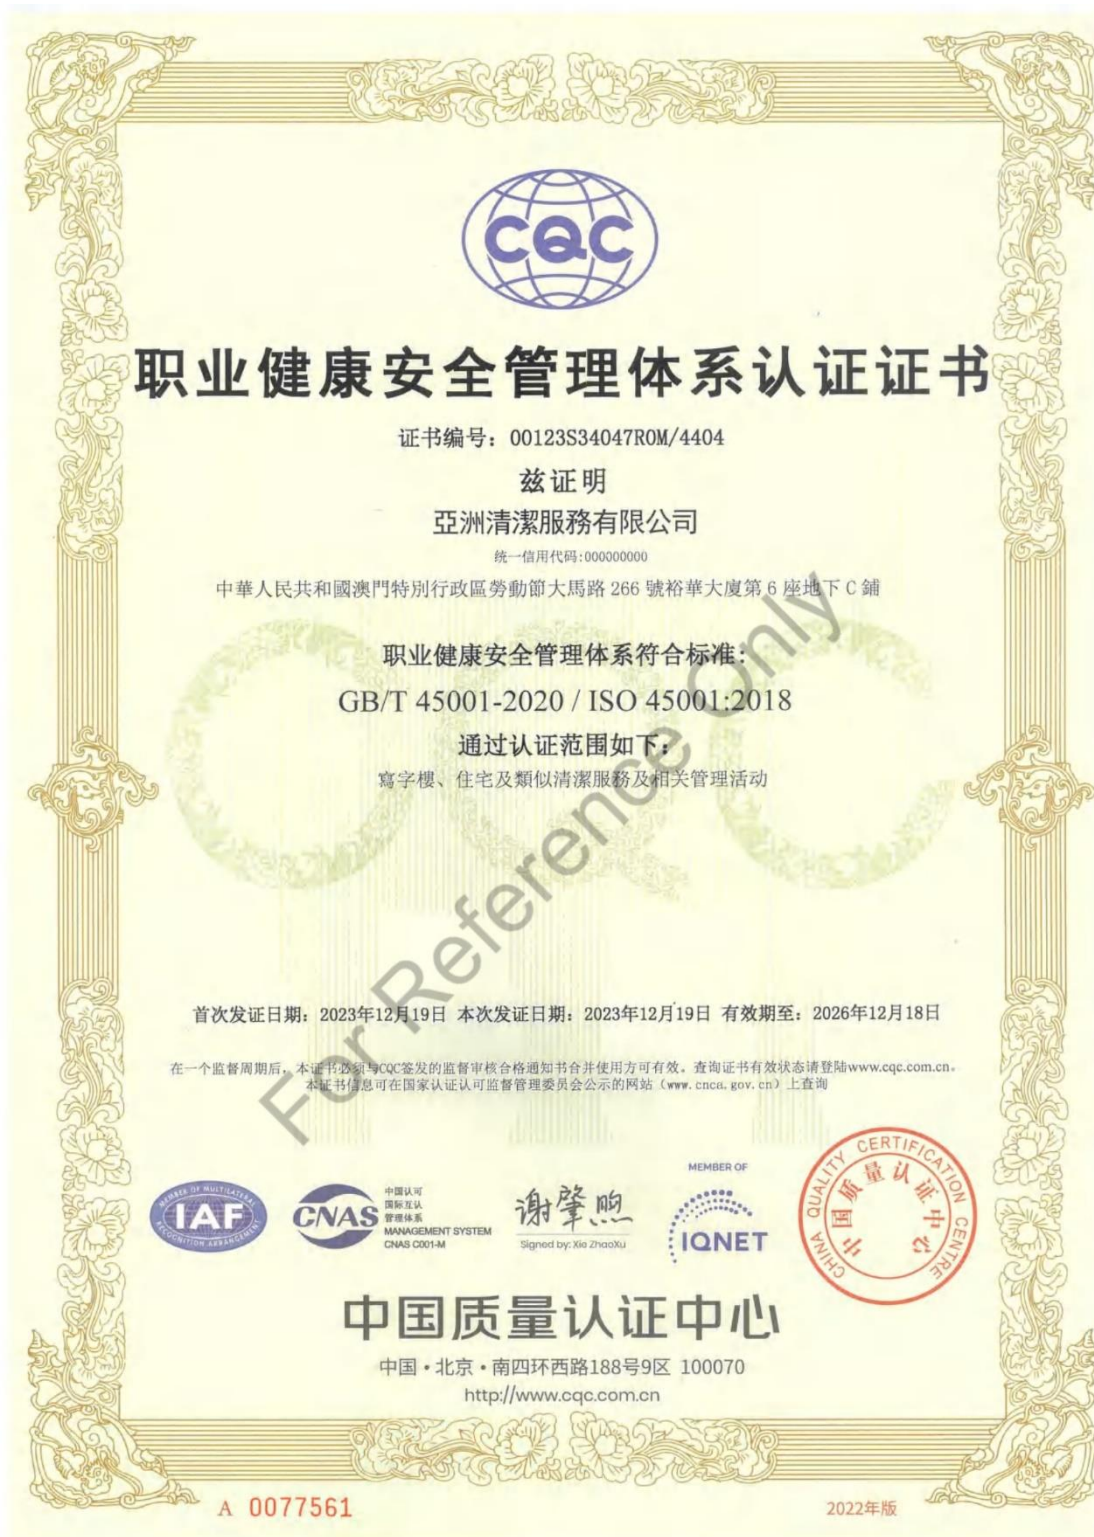 CQC
职业健康安全管理体系认证证书
证书编号：00123S34047R0M/4404
兹证明
亞洲清潔服務有限公司
统一信用代码:000000000
中華人民共和國澳門特別行政區勞動節大馬路 266 號裕華大廈第 6 座地下 C 鋪
职业健康安全管理体系符合标准：
GB/T 45001-2020 / ISO 45001:2018
通过认证范围如下：
寫字樓、住宅及類似清潔服務及相关管理活动
For Reference Only
首次发证日期：2023年12月19日 本次发证日期：2023年12月19日 有效期至：2026年12月18日
在一个监督周期后，本证书必须与CQC签发的监督审核合格通知书合并使用方可有效。查询证书有效状态请登陆www.cqc.com.cn。
本证书信息可在国家认证认可监督管理委员会公示的网站（www.cnca.gov.cn）上查询
MEMBER OF MULTILATERAL
IAF
RECOGNITION ARRANGEMENT
CNAS
中国认可
国际互认
管理体系
MANAGEMENT SYSTEM
CNAS C001-M
谢肇煦
Signed by: Xie ZhaoXu
MEMBER OF
IQNET
CHINA QUALITY CERTIFICATION CENTRE
中国质量认证中心
中国质量认证中心
中国·北京·南四环西路188号9区 100070
http://www.cqc.com.cn
A 0077561
2022年版